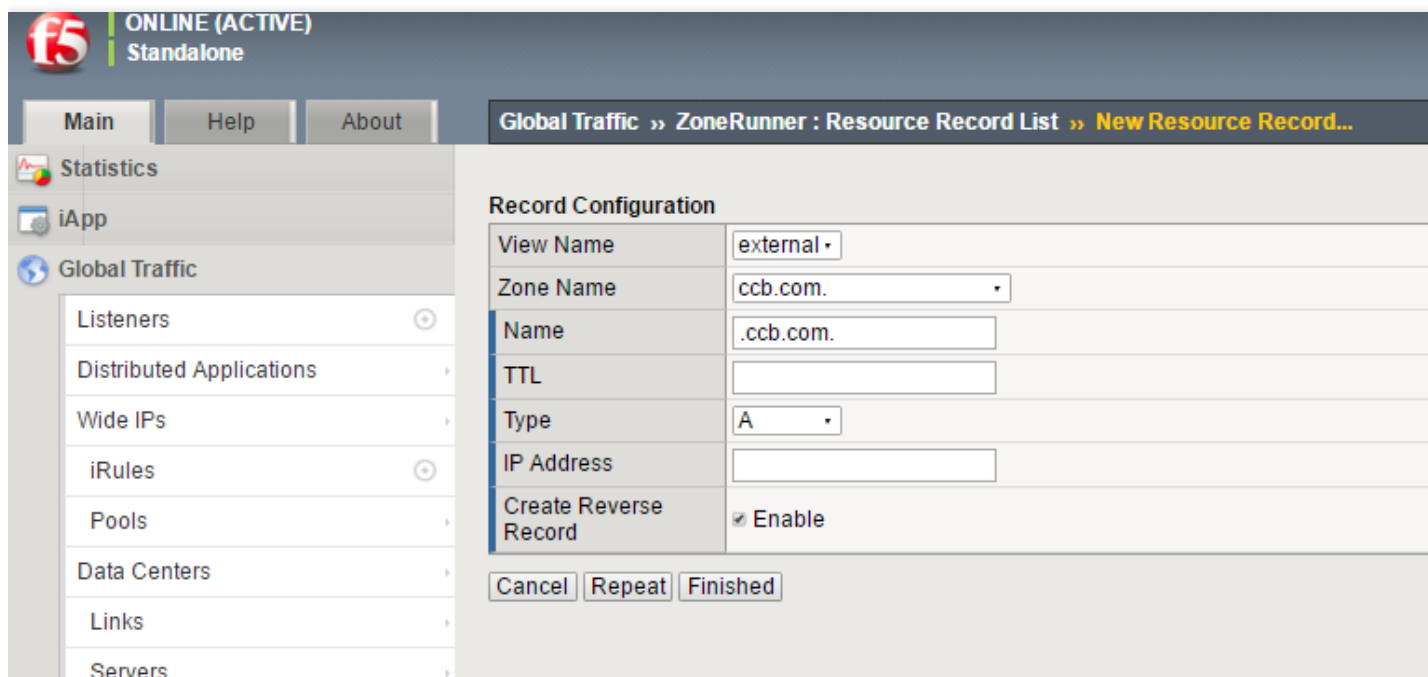 f5
ONLINE (ACTIVE)
Standalone
Main Help About
Global Traffic ›› ZoneRunner : Resource Record List ›› New Resource Record...
Statistics
iApp
Global Traffic
Listeners
Distributed Applications
Wide IPs
iRules
Pools
Data Centers
Links
Servers
Record Configuration
View Name external
Zone Name ccb.com.
Name .ccb.com.
TTL
Type A
IP Address
Create Reverse
Record
Enable
Cancel Repeat Finished